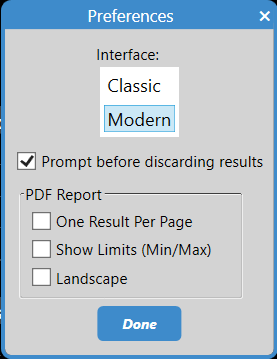 Preferences
Interface:
Classic
Modern
Prompt before discarding results
PDF Report
One Result Per Page
Show Limits (Min/Max)
Landscape
Done